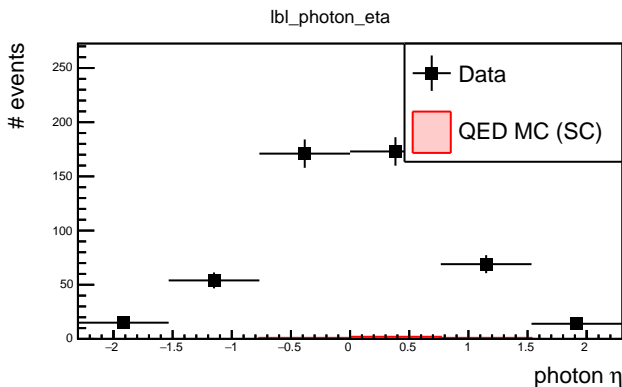 lbl_photon_eta
# events
250
200
150
100
50
0
Data
QED MC (SC)
−2 −1.5 −1 −0.5 0 0.5 1 1.5 2
photon η